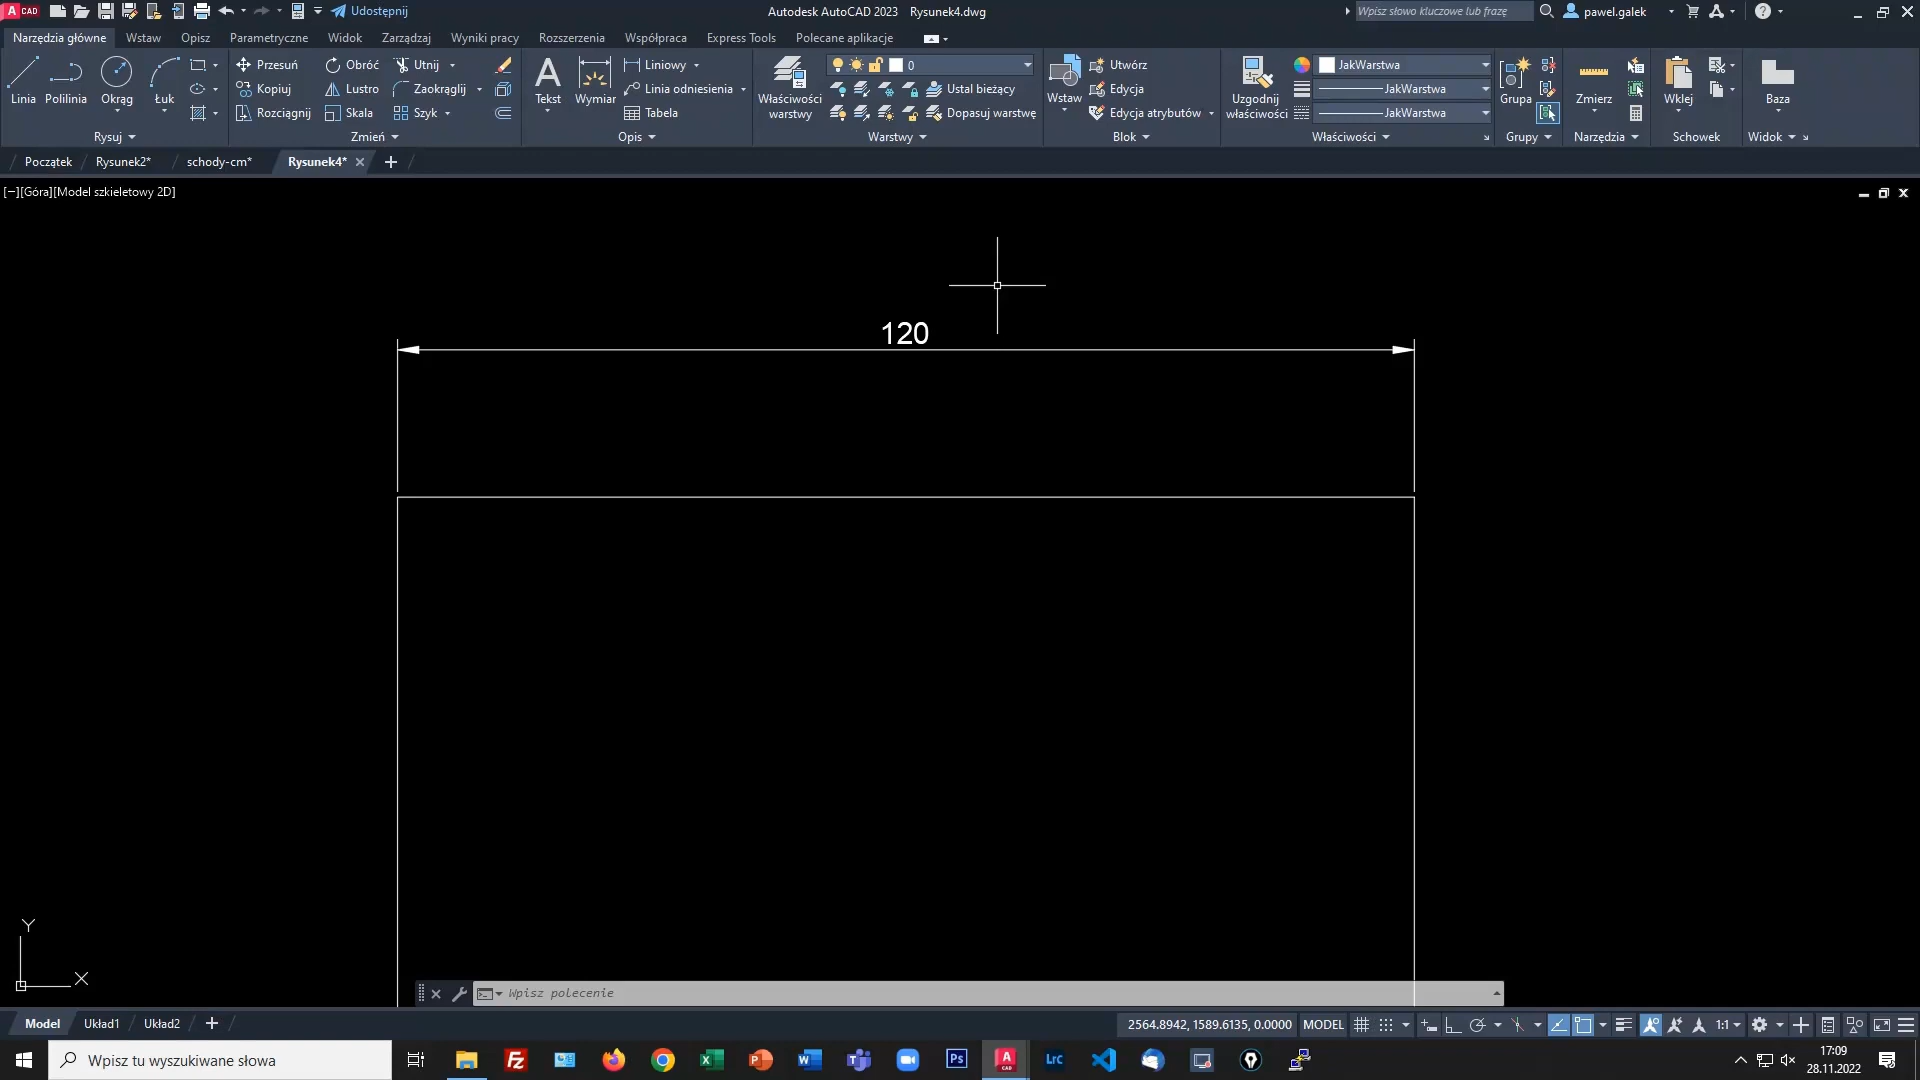 A CAD
Udostępnij
Autodesk AutoCAD 2023 Rysunek4.dwg
Wpisz słowo kluczowe lub frazę
pawel.galek
Narzędzia główne Wstaw Opisz Parametryczne Widok Zarządzaj Wyniki pracy Rozszerzenia Współpraca Express Tools Polecane aplikacje
Linia Polilinia Okrąg Łuk
Rysuj
Przesuń Obróć Utnij
Kopiuj Lustro Zaokrąglij
Rozciągnij Skala Szyk
Zmień
Tekst Wymiar
Liniowy
Linia odniesienia
Tabela
Opis
Właściwości warstwy
0
Ustal bieżący
Dopasuj warstwę
Warstwy
Wstaw
Utwórz
Edycja
Edycja atrybutów
Blok
Uzgodnij właściwości
JakWarstwa
JakWarstwa
JakWarstwa
Właściwości
Grupa
Grupy
Zmierz
Narzędzia
Wklej
Schowek
Baza
Widok
Początek Rysunek2* schody-cm* Rysunek4*
[−][Góra][Model szkieletowy 2D]
120
Y
X
Wpisz polecenie
Model Układ1 Układ2
2564.8942, 1589.6135, 0.0000 MODEL
1:1
Wpisz tu wyszukiwane słowa
Ps
A CAD
Lrc
17:09
28.11.2022